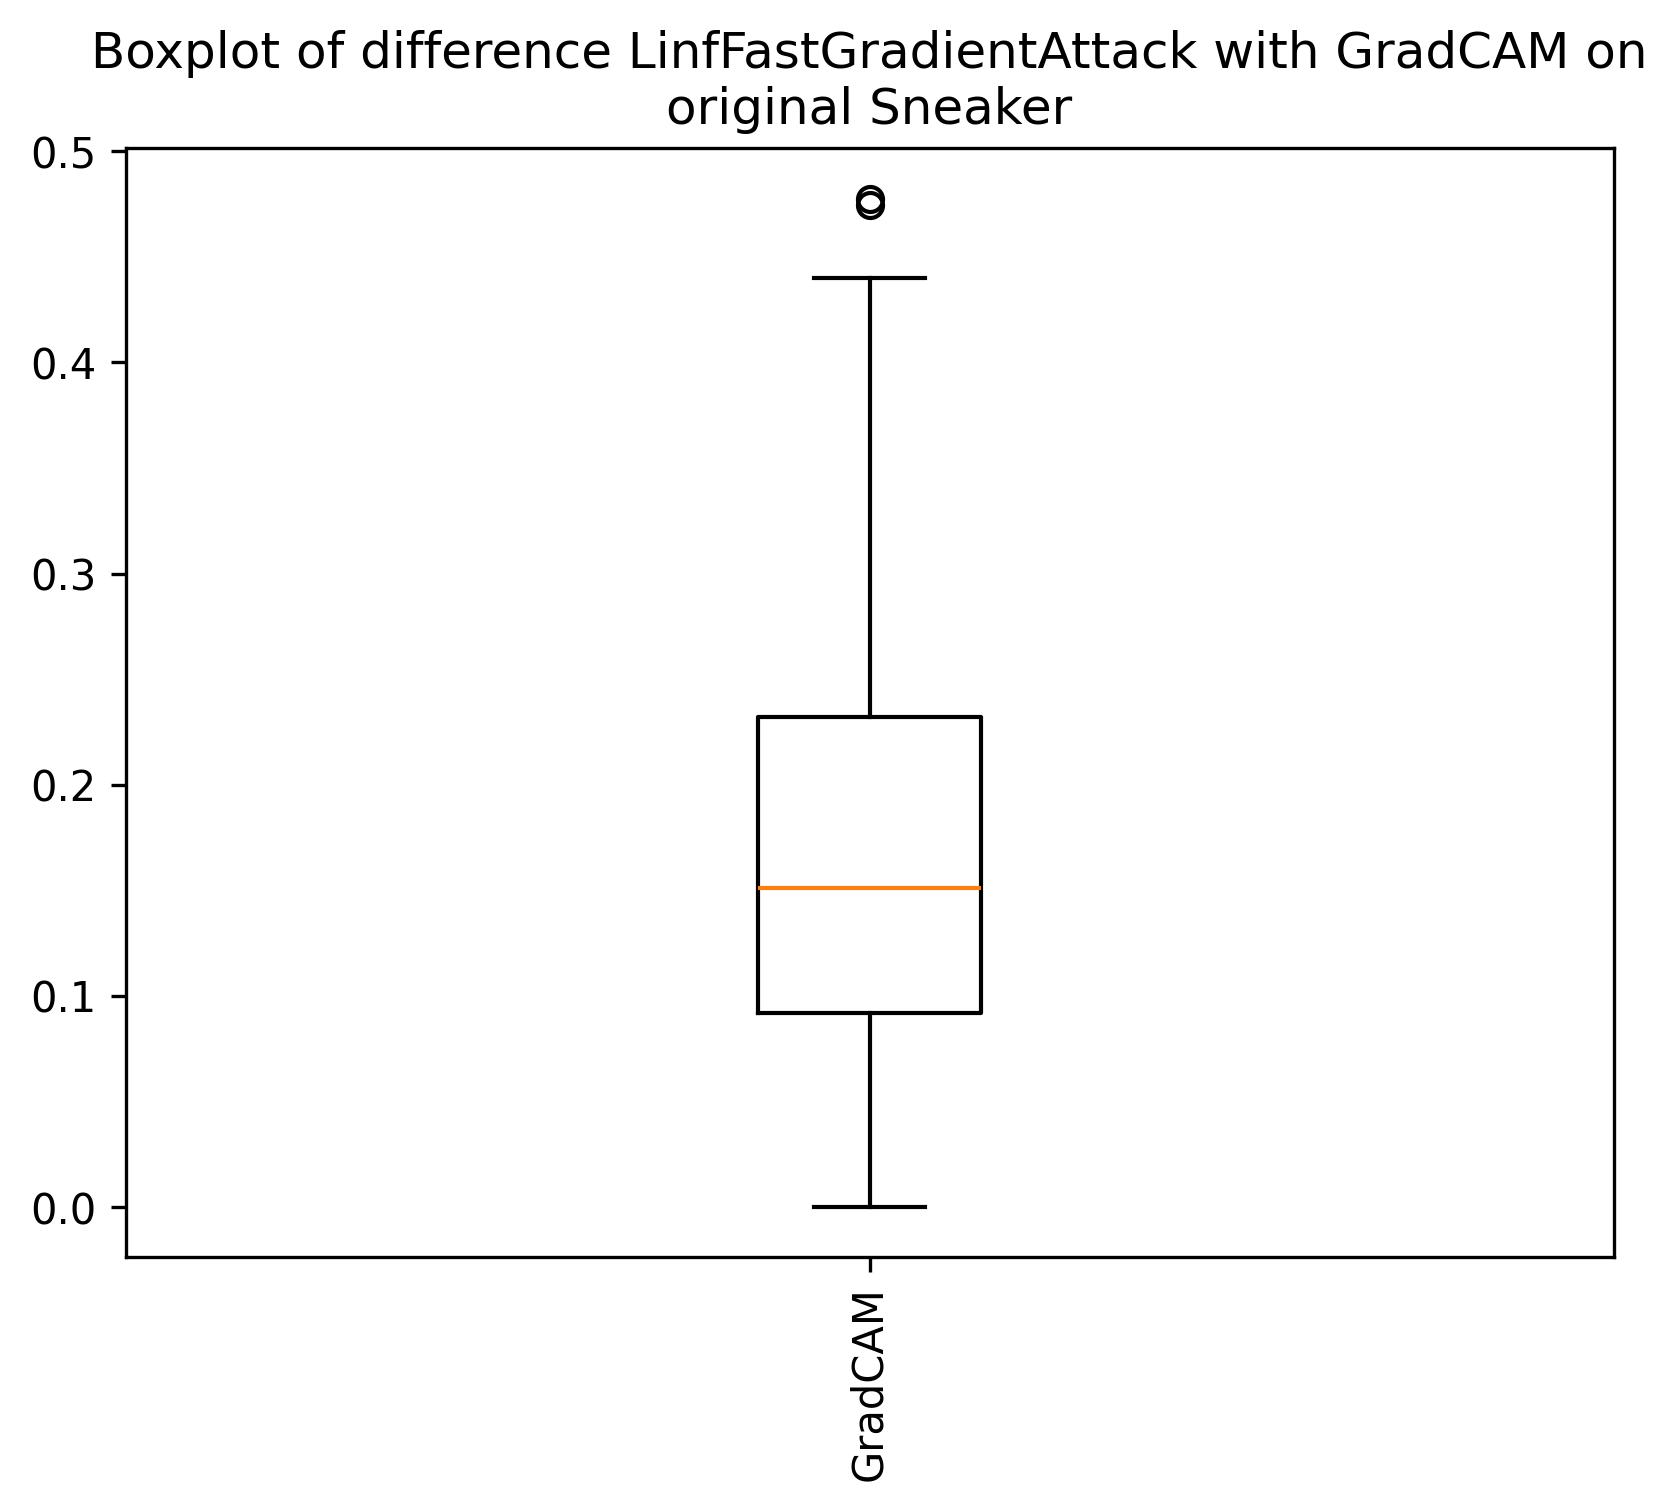 Boxplot of difference LinfFastGradientAttack with GradCAM on
original Sneaker
0.5
0.4
0.3
0.2
0.1
0.0
GradCAM